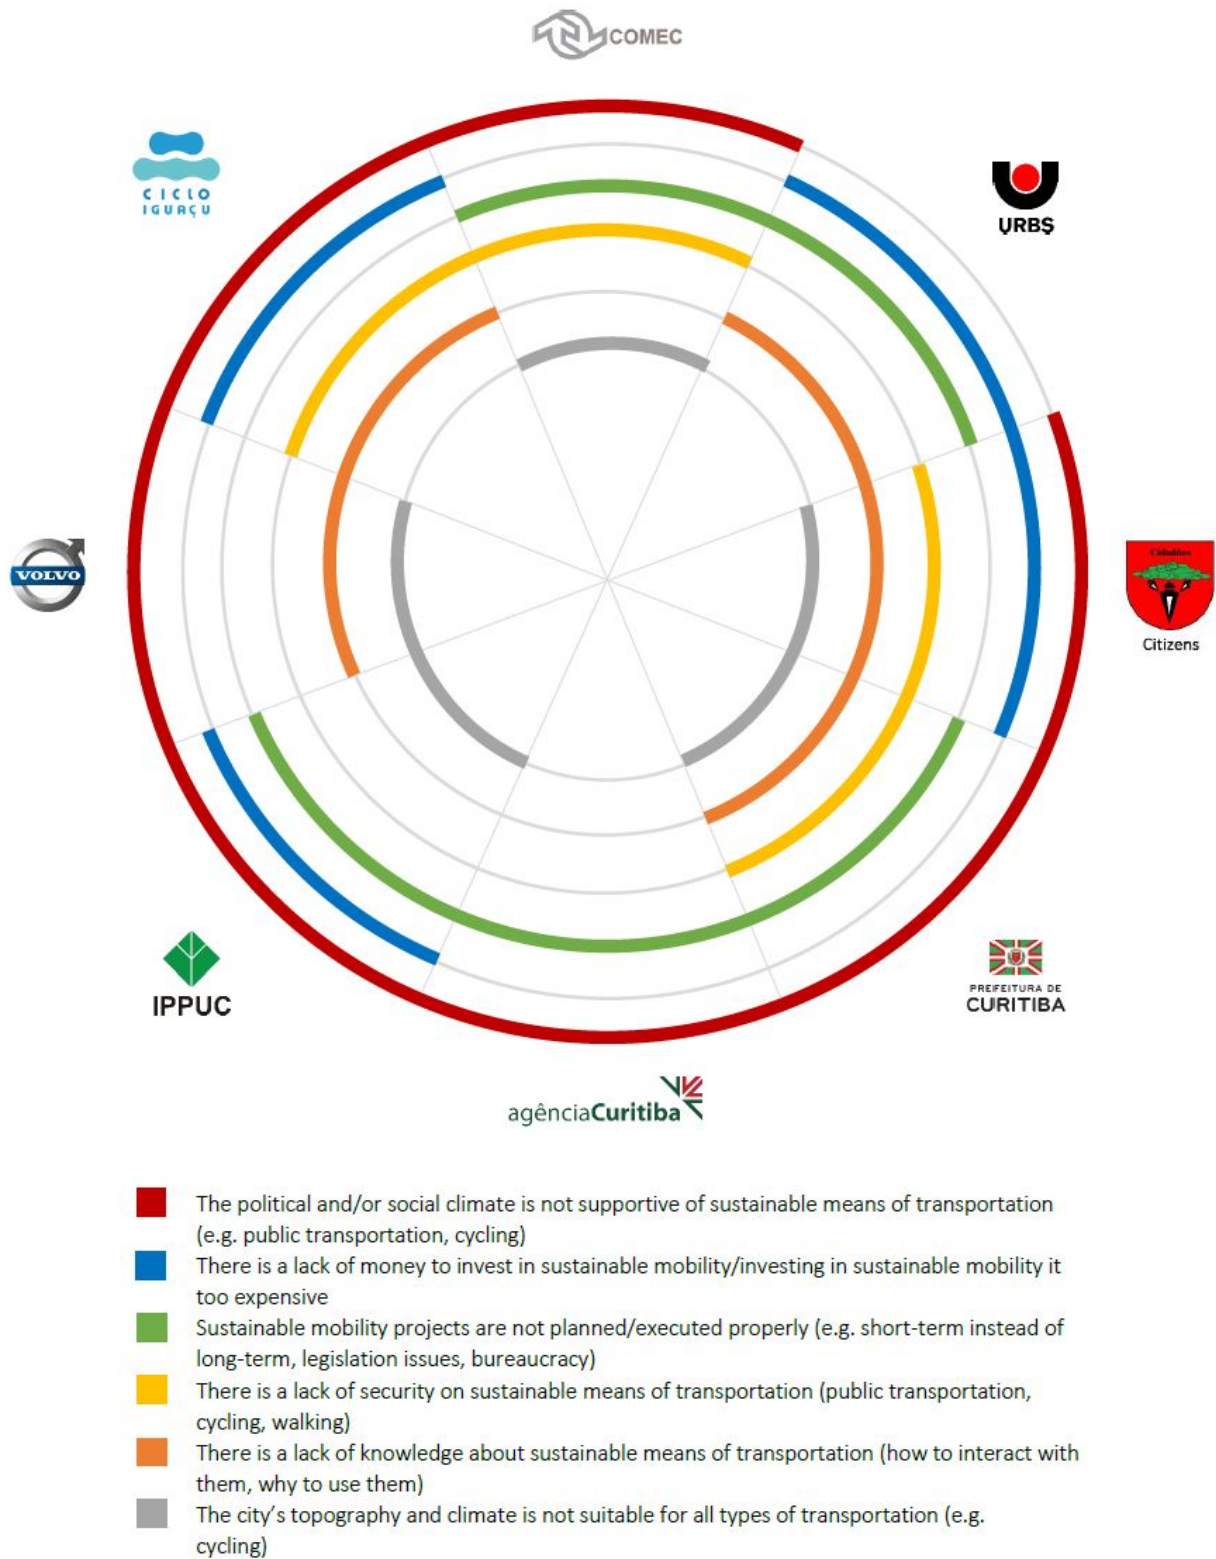 COMEC
CICLO
IGUAÇU
URBS
VOLVO
Cidadãos
Citizens
IPPUC
PREFEITURA DE
CURITIBA
agênciaCuritiba
The political and/or social climate is not supportive of sustainable means of transportation
(e.g. public transportation, cycling)
There is a lack of money to invest in sustainable mobility/investing in sustainable mobility it
too expensive
Sustainable mobility projects are not planned/executed properly (e.g. short-term instead of
long-term, legislation issues, bureaucracy)
There is a lack of security on sustainable means of transportation (public transportation,
cycling, walking)
There is a lack of knowledge about sustainable means of transportation (how to interact with
them, why to use them)
The city's topography and climate is not suitable for all types of transportation (e.g.
cycling)